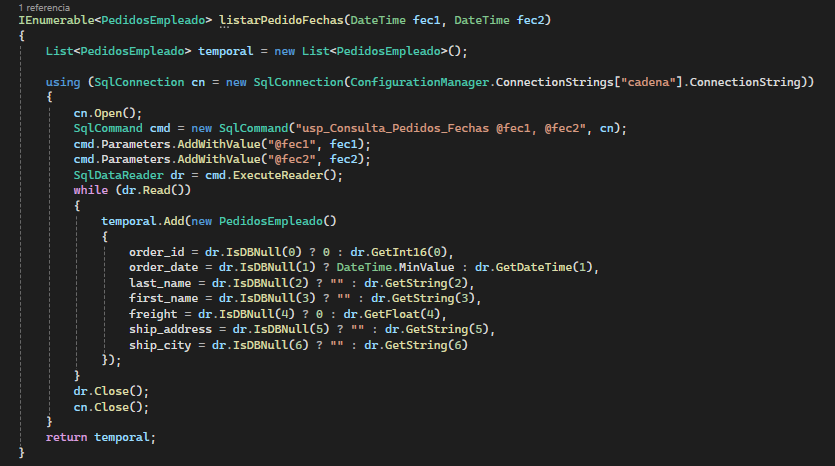 1 referencia
IEnumerable<PedidosEmpleado> listarPedidoFechas(DateTime fec1, DateTime fec2)
{
List<PedidosEmpleado> temporal = new List<PedidosEmpleado>();
using (SqlConnection cn = new SqlConnection(ConfigurationManager.ConnectionStrings["cadena"].ConnectionString))
{
cn.Open();
SqlCommand cmd = new SqlCommand("usp_Consulta_Pedidos_Fechas @fec1, @fec2", cn);
cmd.Parameters.AddWithValue("@fec1", fec1);
cmd.Parameters.AddWithValue("@fec2", fec2);
SqlDataReader dr = cmd.ExecuteReader();
while (dr.Read())
{
temporal.Add(new PedidosEmpleado()
{
order_id = dr.IsDBNull(0) ? 0 : dr.GetInt16(0),
order_date = dr.IsDBNull(1) ? DateTime.MinValue : dr.GetDateTime(1),
last_name = dr.IsDBNull(2) ? "" : dr.GetString(2),
first_name = dr.IsDBNull(3) ? "" : dr.GetString(3),
freight = dr.IsDBNull(4) ? 0 : dr.GetFloat(4),
ship_address = dr.IsDBNull(5) ? "" : dr.GetString(5),
ship_city = dr.IsDBNull(6) ? "" : dr.GetString(6)
});
}
dr.Close();
cn.Close();
}
return temporal;
}